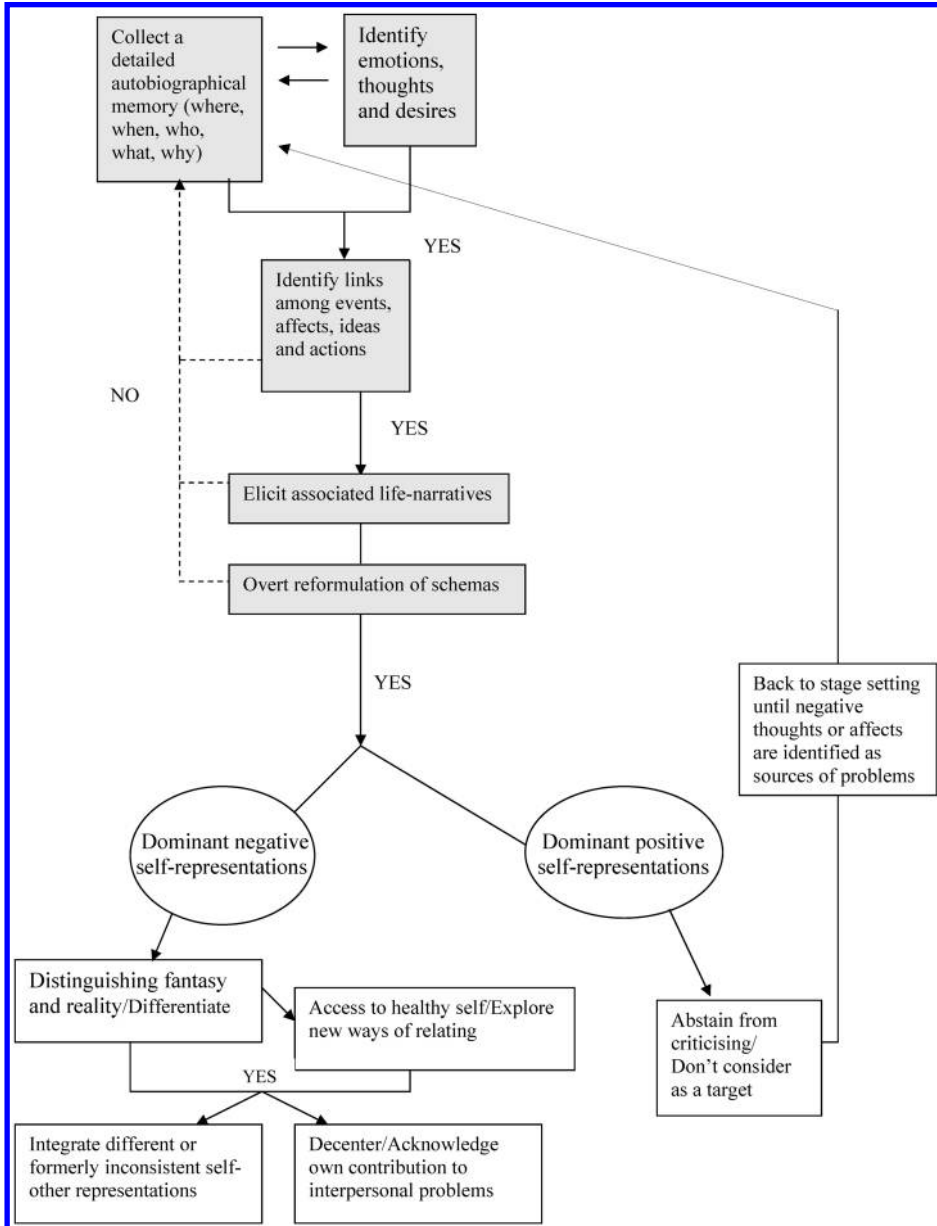 Collect a
detailed
autobiographical
memory (where,
when, who,
what, why)
Identify
emotions,
thoughts
and desires
YES
Identify links
among events,
affects, ideas
and actions
NO
YES
Elicit associated life-narratives
Overt reformulation of schemas
YES
Back to stage setting
until negative
thoughts or affects
are identified as
sources of problems
Dominant negative
self-representations
Dominant positive
self-representations
Distinguishing fantasy
and reality/Differentiate
Access to healthy self/Explore
new ways of relating
Abstain from
criticising/
Don't consider
as a target
YES
Integrate different or
formerly inconsistent self-
other representations
Decenter/Acknowledge
own contribution to
interpersonal problems